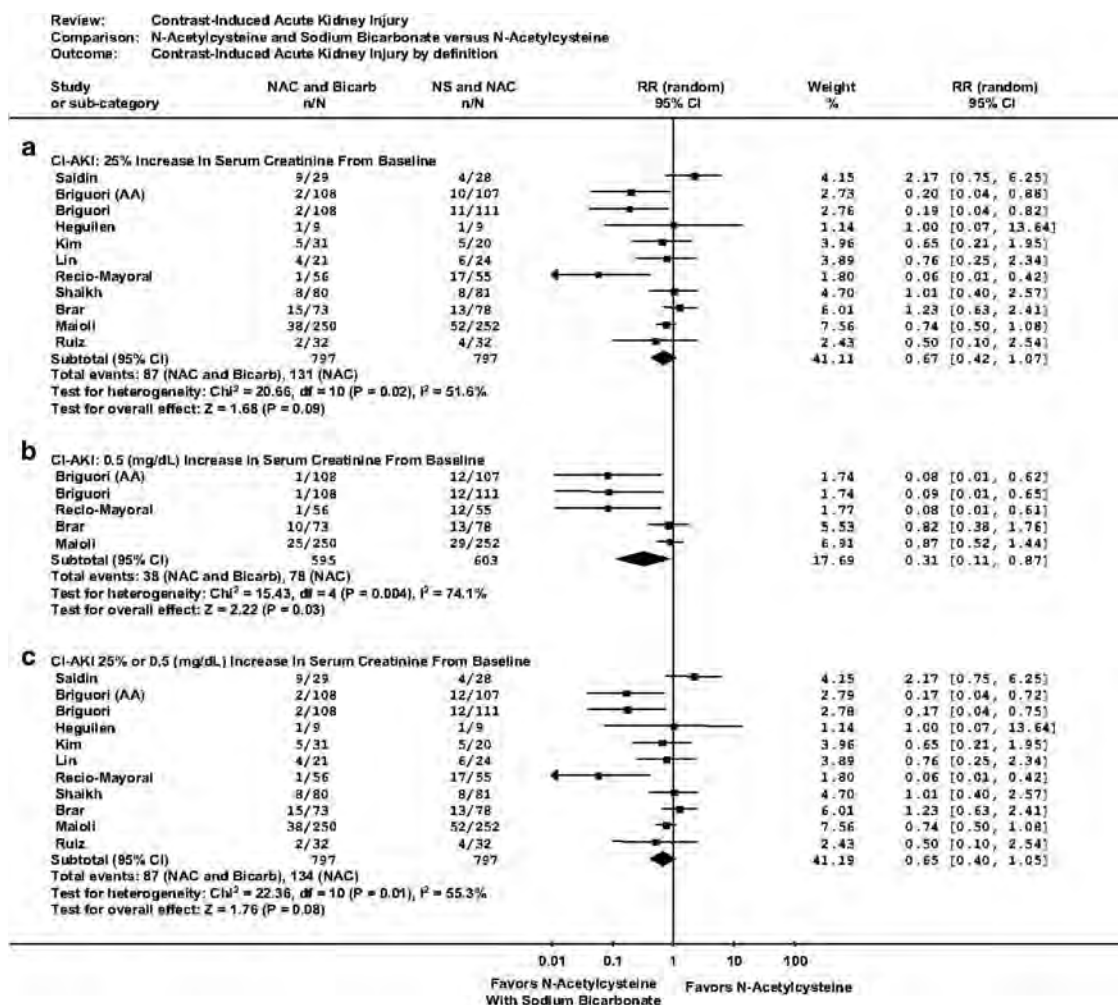 Review: Contrast-Induced Acute Kidney Injury
Comparison: N-Acetylcysteine and Sodium Bicarbonate versus N-Acetylcysteine
Outcome: Contrast-Induced Acute Kidney Injury by definition
Study or sub-category NAC and Bicarb n/N NS and NAC n/N RR (random) 95% CI Weight % RR (random) 95% CI
a
CI-AKI: 25% Increase In Serum Creatinine From Baseline
Saidin 9/29 4/28 4.15 2.17 [0.75, 6.25]
Briguori (AA) 2/108 10/107 2.73 0.20 [0.04, 0.88]
Briguori 2/108 11/111 2.76 0.19 [0.04, 0.82]
Heguilen 1/9 1/9 1.14 1.00 [0.07, 13.64]
Kim 5/31 5/20 3.96 0.65 [0.21, 1.95]
Lin 4/21 6/24 3.89 0.76 [0.25, 2.34]
Recio-Mayoral 1/56 17/55 1.80 0.06 [0.01, 0.42]
Shaikh 8/80 8/81 4.70 1.01 [0.40, 2.57]
Brar 15/73 13/78 6.01 1.23 [0.63, 2.41]
Maioli 38/250 52/252 7.56 0.74 [0.50, 1.08]
Ruiz 2/32 4/32 2.43 0.50 [0.10, 2.54]
Subtotal (95% CI) 797 797 41.11 0.67 [0.42, 1.07]
Total events: 87 (NAC and Bicarb), 131 (NAC)
Test for heterogeneity: Chi² = 20.66, df = 10 (P = 0.02), I² = 51.6%
Test for overall effect: Z = 1.68 (P = 0.09)
b
CI-AKI: 0.5 (mg/dL) Increase In Serum Creatinine From Baseline
Briguori (AA) 1/108 12/107 1.74 0.08 [0.01, 0.62]
Briguori 1/108 12/111 1.74 0.09 [0.01, 0.65]
Recio-Mayoral 1/56 12/55 1.77 0.08 [0.01, 0.61]
Brar 10/73 13/78 5.53 0.82 [0.38, 1.76]
Maioli 25/250 29/252 6.91 0.87 [0.52, 1.44]
Subtotal (95% CI) 595 603 17.69 0.31 [0.11, 0.87]
Total events: 38 (NAC and Bicarb), 78 (NAC)
Test for heterogeneity: Chi² = 15.43, df = 4 (P = 0.004), I² = 74.1%
Test for overall effect: Z = 2.22 (P = 0.03)
c
CI-AKI 25% or 0.5 (mg/dL) Increase In Serum Creatinine From Baseline
Saidin 9/29 4/28 4.15 2.17 [0.75, 6.25]
Briguori (AA) 2/108 12/107 2.79 0.17 [0.04, 0.72]
Briguori 2/108 12/111 2.78 0.17 [0.04, 0.75]
Heguilen 1/9 1/9 1.14 1.00 [0.07, 13.64]
Kim 5/31 5/20 3.96 0.65 [0.21, 1.95]
Lin 4/21 6/24 3.89 0.76 [0.25, 2.34]
Recio-Mayoral 1/56 17/55 1.80 0.06 [0.01, 0.42]
Shaikh 8/80 8/81 4.70 1.01 [0.40, 2.57]
Brar 15/73 13/78 6.01 1.23 [0.63, 2.41]
Maioli 38/250 52/252 7.56 0.74 [0.50, 1.08]
Ruiz 2/32 4/32 2.43 0.50 [0.10, 2.54]
Subtotal (95% CI) 797 797 41.19 0.65 [0.40, 1.05]
Total events: 87 (NAC and Bicarb), 134 (NAC)
Test for heterogeneity: Chi² = 22.36, df = 10 (P = 0.01), I² = 55.3%
Test for overall effect: Z = 1.76 (P = 0.08)
0.01 0.1 1 10 100
Favors N-Acetylcysteine With Sodium Bicarbonate Favors N-Acetylcysteine